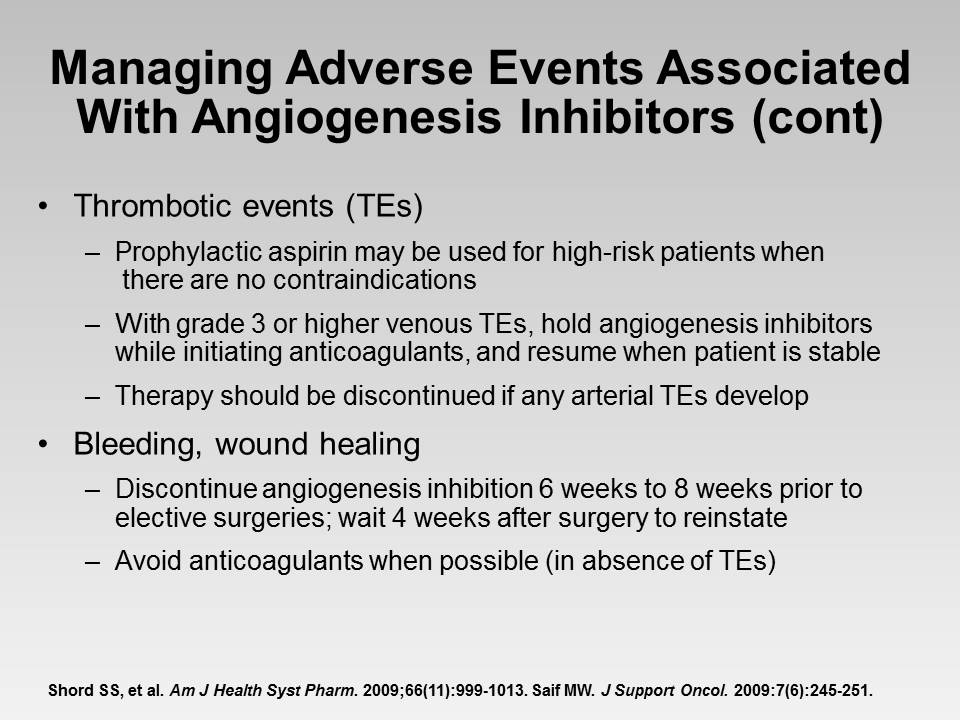 Managing Adverse Events Associated
With Angiogenesis Inhibitors (cont)
• Thrombotic events (TEs)
– Prophylactic aspirin may be used for high-risk patients when
there are no contraindications
– With grade 3 or higher venous TEs, hold angiogenesis inhibitors
while initiating anticoagulants, and resume when patient is stable
– Therapy should be discontinued if any arterial TEs develop
• Bleeding, wound healing
– Discontinue angiogenesis inhibition 6 weeks to 8 weeks prior to
elective surgeries; wait 4 weeks after surgery to reinstate
– Avoid anticoagulants when possible (in absence of TEs)
Shord SS, et al. Am J Health Syst Pharm. 2009;66(11):999-1013. Saif MW. J Support Oncol. 2009:7(6):245-251.